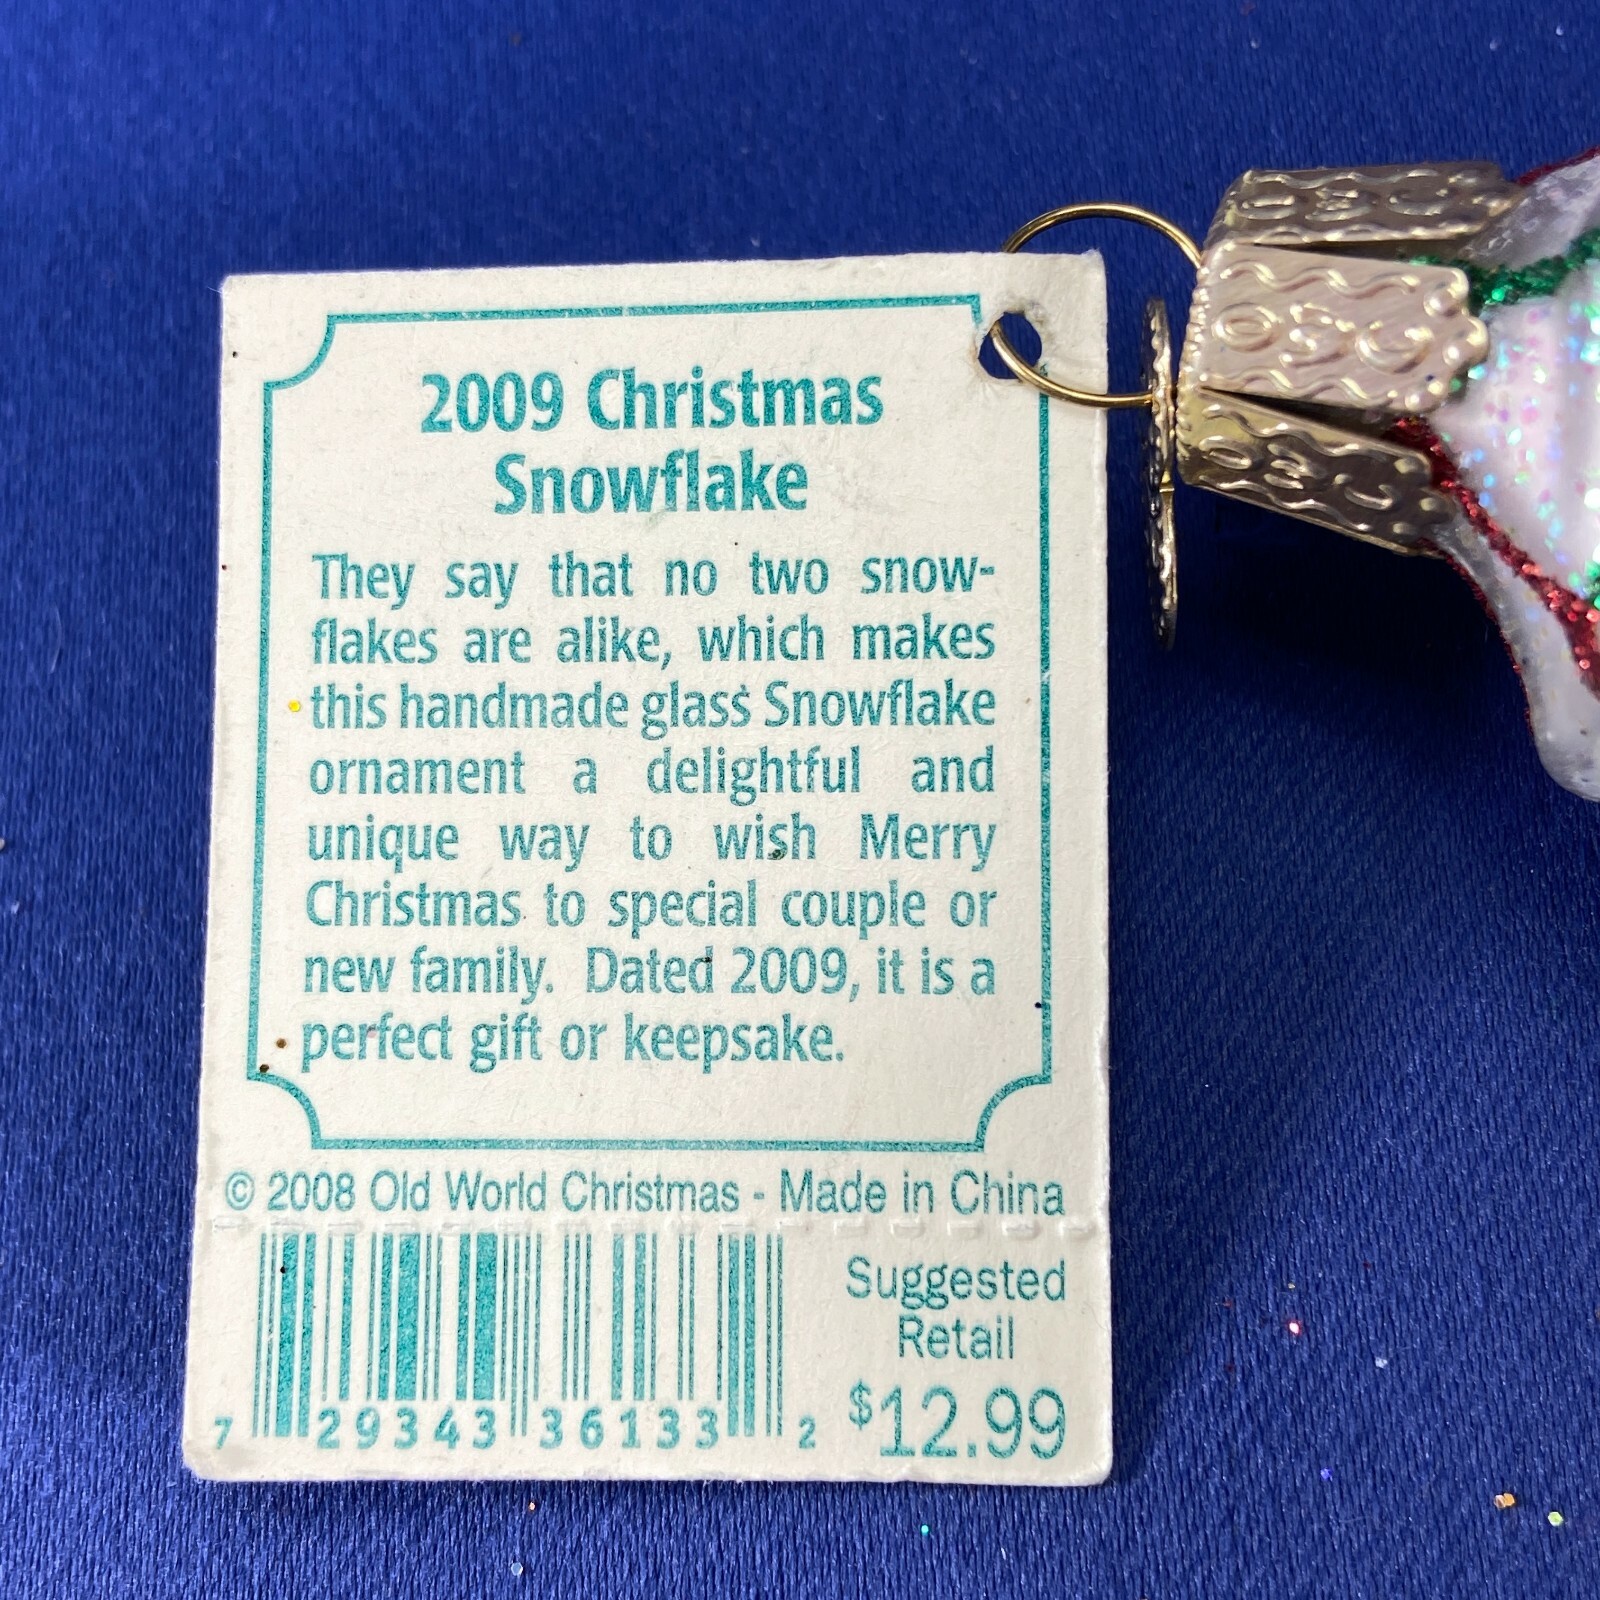 2009 Christmas
Snowflake
They say that no two snow-
flakes are alike, which makes
this handmade glass Snowflake
ornament a delightful and
unique way to wish Merry
Christmas to special couple or
new family. Dated 2009, it is a
perfect gift or keepsake.
© 2008 Old World Christmas - Made in China
Suggested
Retail
$12.99
7 29343 36133 2
OWC
OWC